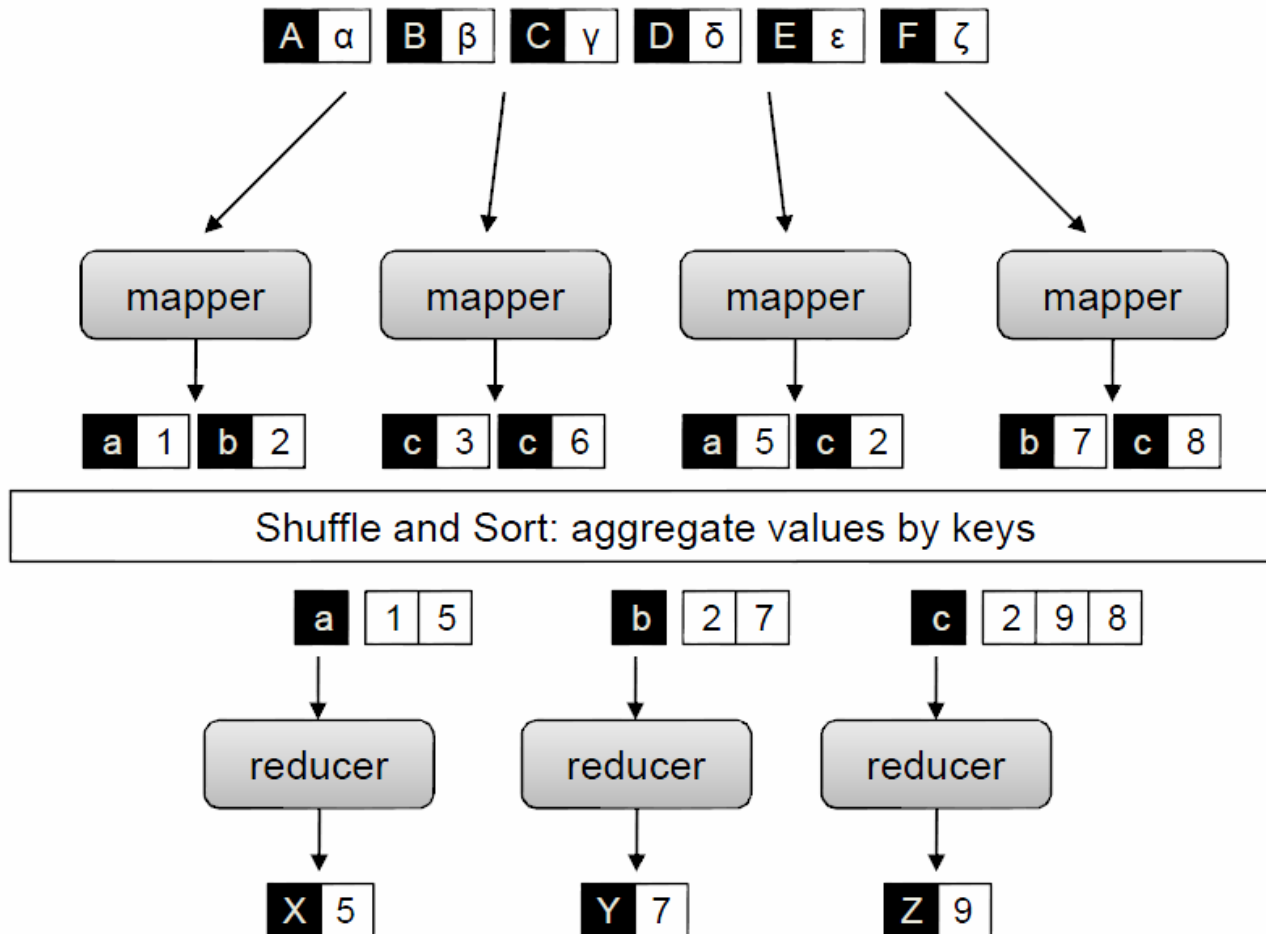 A α B β C γ D δ E ε F ζ
mapper mapper mapper mapper
a 1 b 2 c 3 c 6 a 5 c 2 b 7 c 8
Shuffle and Sort: aggregate values by keys
a 1 5 b 2 7 c 2 9 8
reducer reducer reducer
X 5 Y 7 Z 9